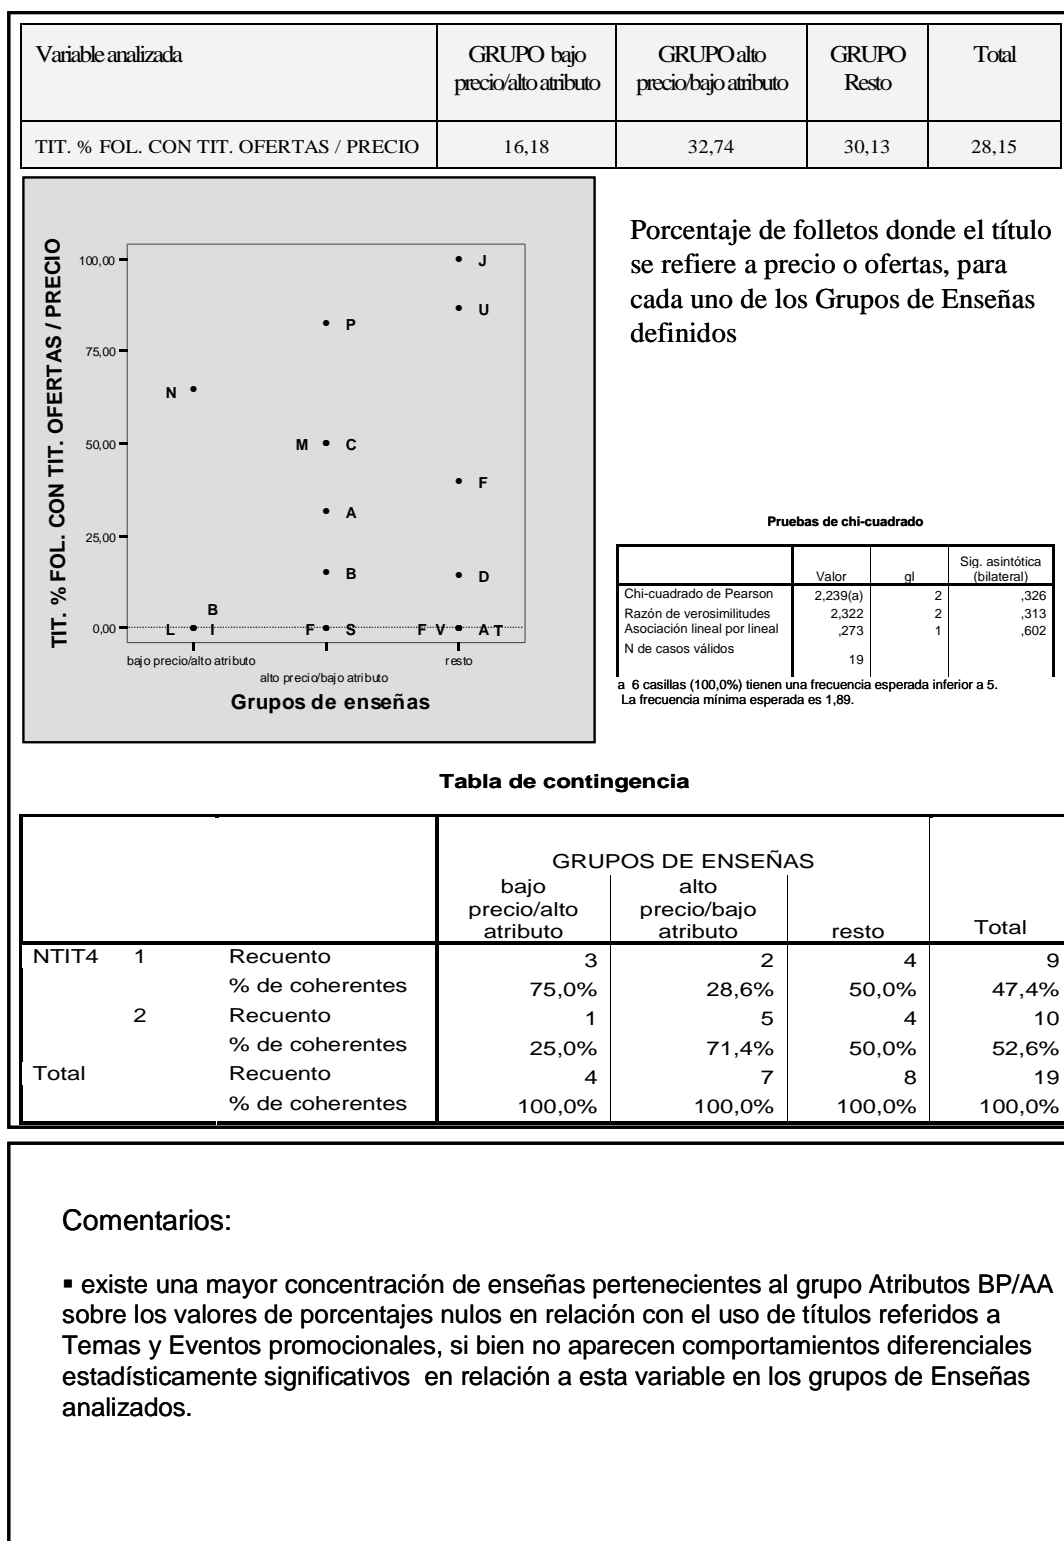 Variable analizada GRUPO bajo GRUPO alto GRUPO Total
precio/alto atributo precio/bajo atributo Resto
TIT. % FOL. CON TIT. OFERTAS / PRECIO 16,18 32,74 30,13 28,15
TIT. % FOL. CON TIT. OFERTAS / PRECIO
100,00 J
U
P
75,00
N
50,00 M C
F
A
25,00
B D
B
0,00 L I F S F V A T
bajo precio/alto atributo resto
alto precio/bajo atributo
Grupos de enseñas
Porcentaje de folletos donde el título
se refiere a precio o ofertas, para
cada uno de los Grupos de Enseñas
definidos
Pruebas de chi-cuadrado
Sig. asintótica
Valor gl (bilateral)
Chi-cuadrado de Pearson 2,239(a) 2 ,326
Razón de verosimilitudes 2,322 2 ,313
Asociación lineal por lineal ,273 1 ,602
N de casos válidos
19
a 6 casillas (100,0%) tienen una frecuencia esperada inferior a 5.
La frecuencia mínima esperada es 1,89.
Tabla de contingencia
GRUPOS DE ENSEÑAS
bajo alto
precio/alto precio/bajo
atributo atributo resto Total
NTIT4 1 Recuento 3 2 4 9
% de coherentes 75,0% 28,6% 50,0% 47,4%
2 Recuento 1 5 4 10
% de coherentes 25,0% 71,4% 50,0% 52,6%
Total Recuento 4 7 8 19
% de coherentes 100,0% 100,0% 100,0% 100,0%
Comentarios:
▪ existe una mayor concentración de enseñas pertenecientes al grupo Atributos BP/AA
sobre los valores de porcentajes nulos en relación con el uso de títulos referidos a
Temas y Eventos promocionales, si bien no aparecen comportamientos diferenciales
estadísticamente significativos en relación a esta variable en los grupos de Enseñas
analizados.